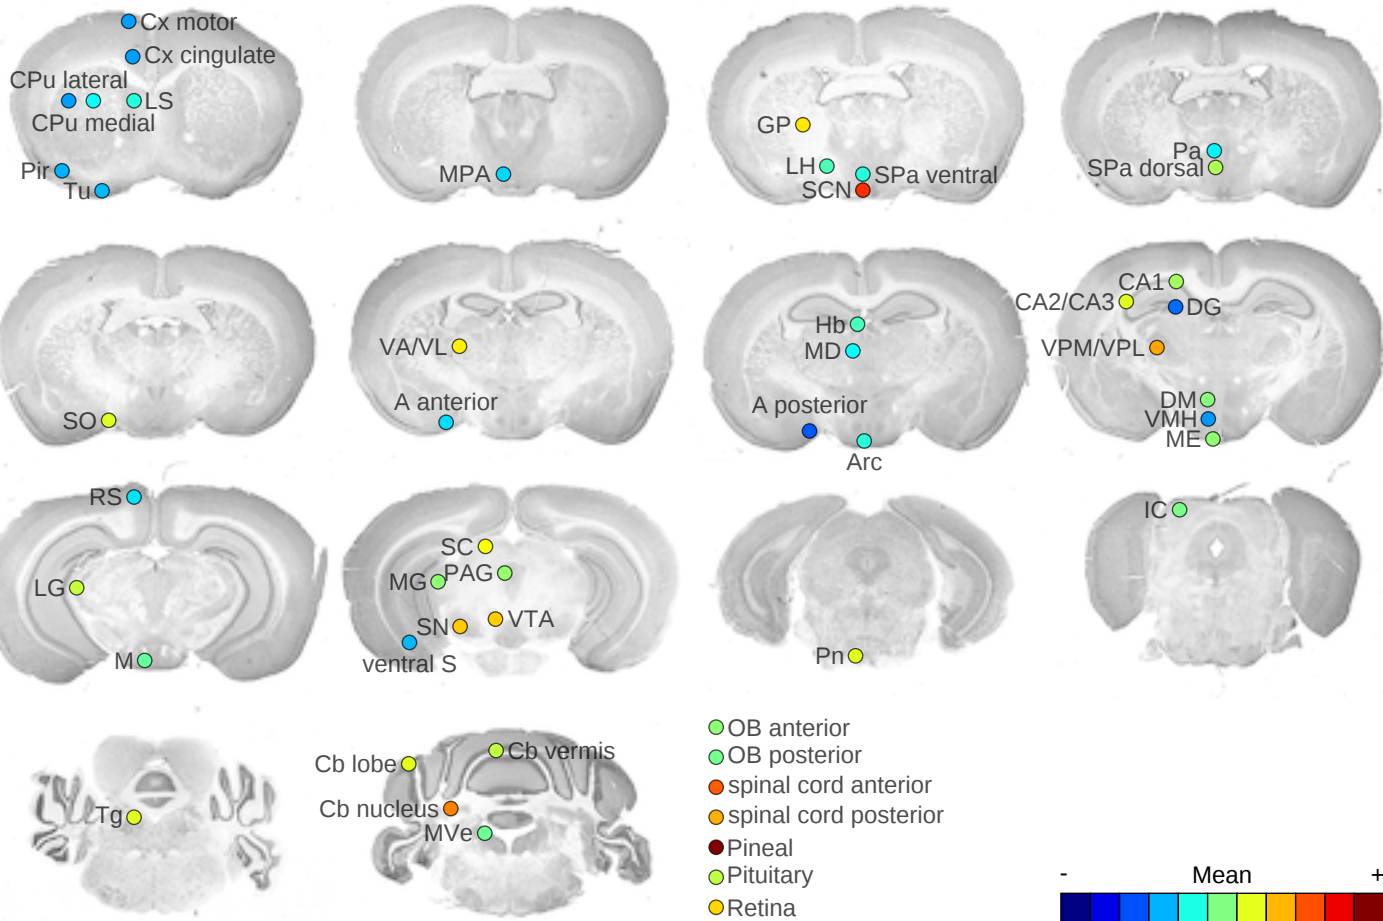 Cx motor
Cx cingulate
CPu lateral
LS
CPu medial
Pir
Tu
MPA
GP
LH
SPa ventral
SCN
Pa
SPa dorsal
SO
VA/VL
A anterior
Hb
MD
A posterior
Arc
CA1
CA2/CA3
DG
VPM/VPL
DM
VMH
ME
RS
LG
M
SC
MG
PAG
SN
VTA
ventral S
Pn
IC
Tg
Cb lobe
Cb vermis
Cb nucleus
MVe
OB anterior
OB posterior
spinal cord anterior
spinal cord posterior
Pineal
Pituitary
Retina
- Mean +